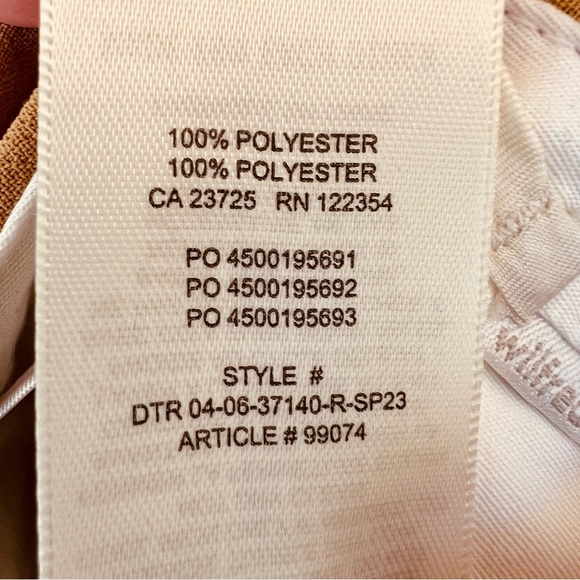 100% POLYESTER
100% POLYESTER
CA 23725 RN 122354
PO 4500195691
PO 4500195692
PO 4500195693
STYLE #
DTR 04-06-37140-R-SP23
ARTICLE # 99074